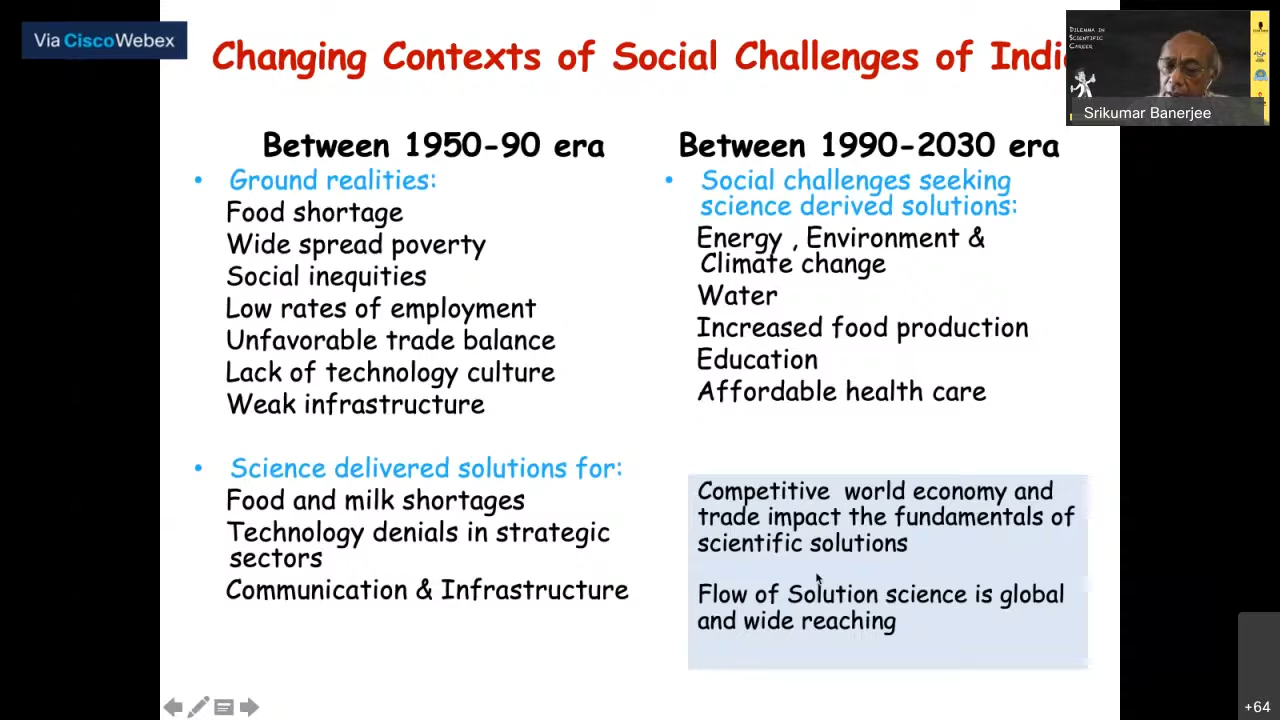 Via CiscoWebex
Changing Contexts of Social Challenges of Indi
DILEMMA IN
SCIENTIFIC
CAREER
Srikumar Banerjee
Between 1950-90 era
• Ground realities:
Food shortage
Wide spread poverty
Social inequities
Low rates of employment
Unfavorable trade balance
Lack of technology culture
Weak infrastructure
• Science delivered solutions for:
Food and milk shortages
Technology denials in strategic
sectors
Communication & Infrastructure
Between 1990-2030 era
• Social challenges seeking
science derived solutions:
Energy , Environment &
Climate change
Water
Increased food production
Education
Affordable health care
Competitive world economy and
trade impact the fundamentals of
scientific solutions
Flow of Solution science is global
and wide reaching
+64